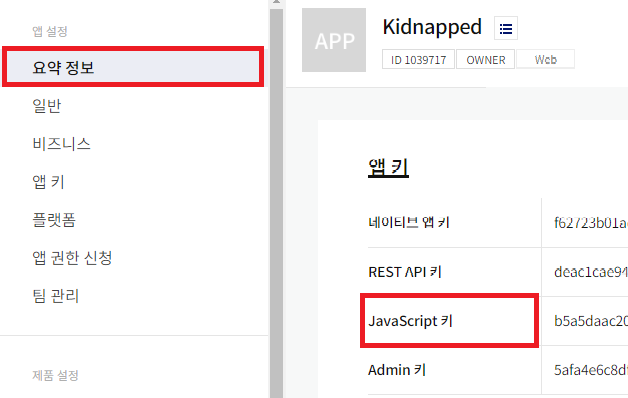 앱 설정
요약 정보
일반
비즈니스
앱 키
플랫폼
앱 권한 신청
팀 관리
제품 설정
APP
Kidnapped
ID 1039717 OWNER Web
앱 키
네이티브 앱 키 f62723b01a
REST API 키 deac1cae94
JavaScript 키 b5a5daac20
Admin 키 5afa4e6c8d